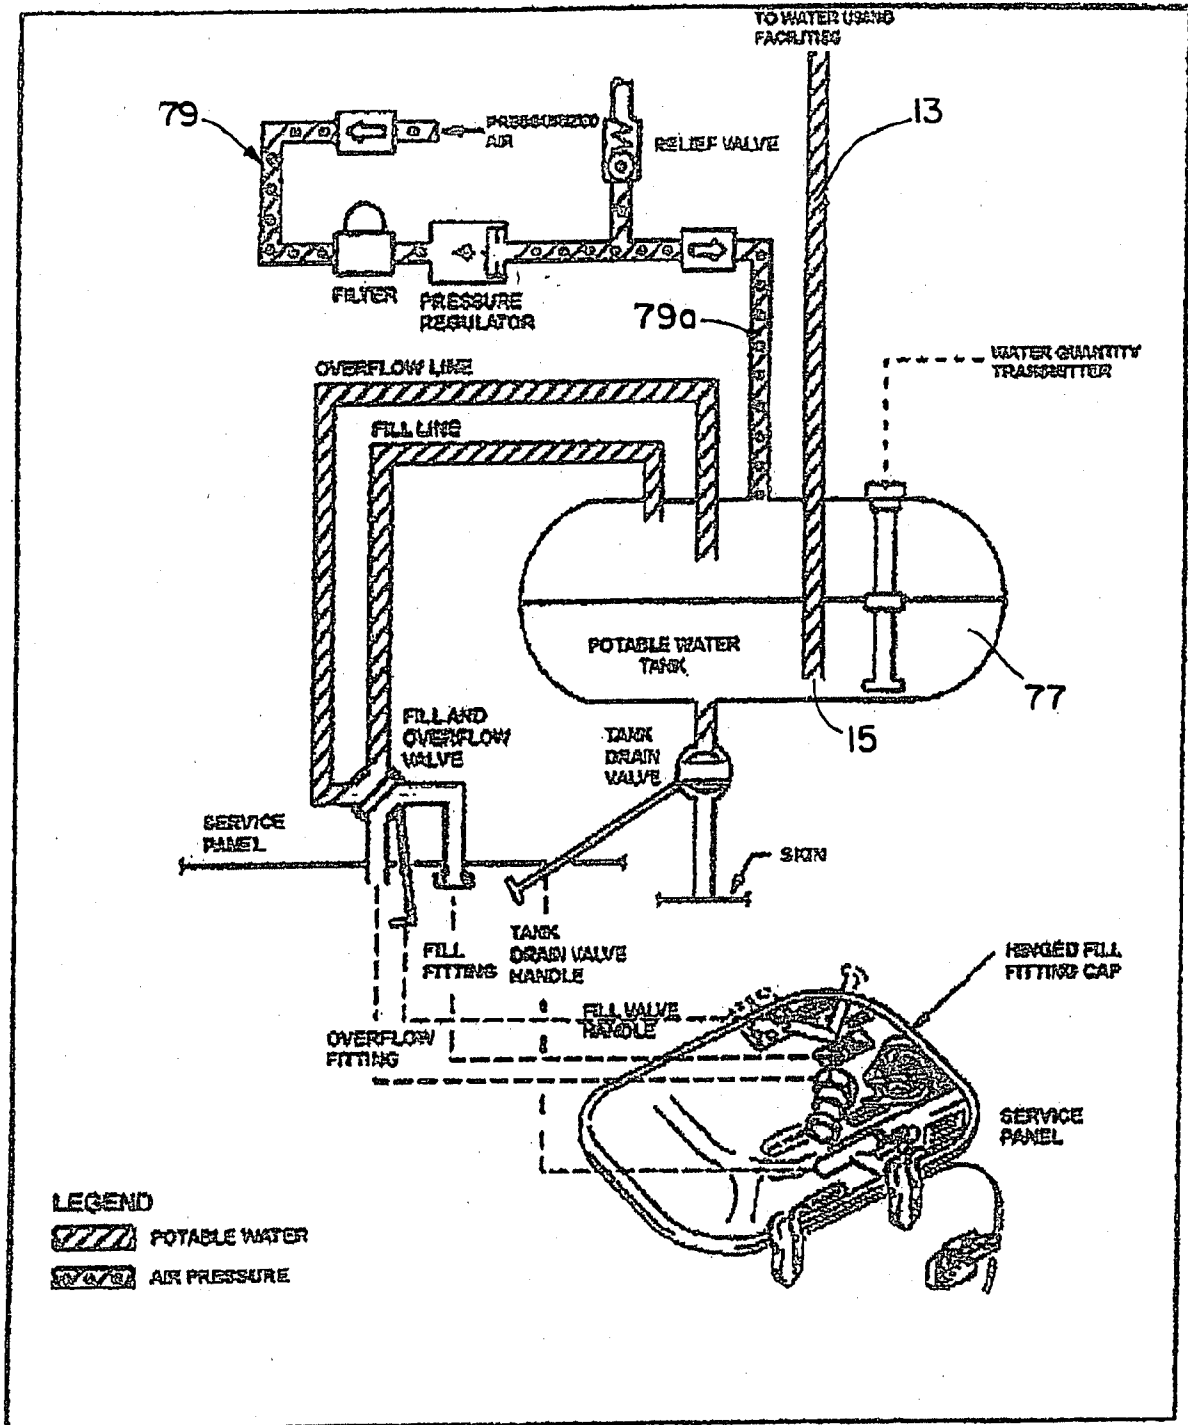 TO WATER USING
FACILITIES
79
PRESSURIZED
AIR
RELIEF VALVE
13
FILTER
PRESSURE
REGULATOR
79a
OVERFLOW LINE
WATER QUANTITY
TRANSMITTER
FILL LINE
POTABLE WATER
TANK
77
15
FILL AND
OVERFLOW
VALVE
TANK
DRAIN
VALVE
SERVICE
PANEL
SKIN
FILL
FITTING
TANK
DRAIN VALVE
HANDLE
HINGED FILL
FITTING CAP
FILL VALVE
HANDLE
OVERFLOW
FITTING
SERVICE
PANEL
LEGEND
POTABLE WATER
AIR PRESSURE